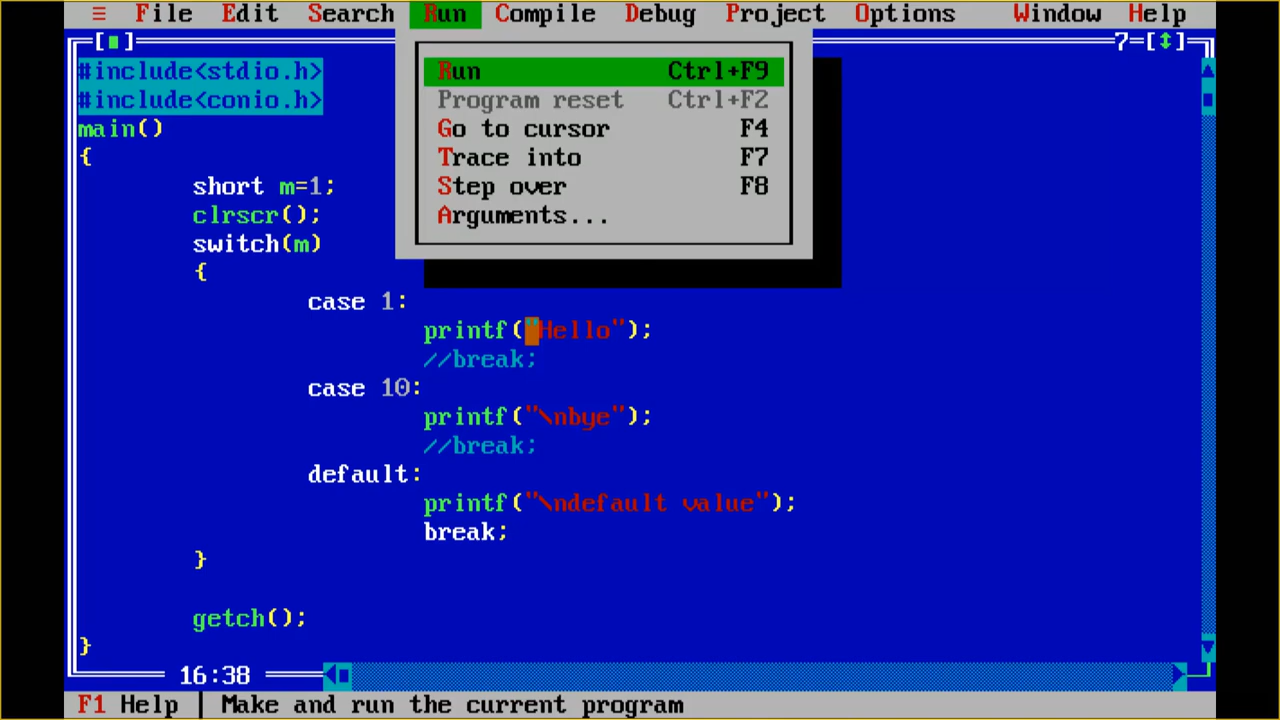 ≡ File Edit Search Run Compile Debug Project Options Window Help
[■] 7=[↕]
Run Ctrl+F9
Program reset Ctrl+F2
Go to cursor F4
Trace into F7
Step over F8
Arguments...
#include<stdio.h>
#include<conio.h>
main()
{
short m=1;
clrscr();
switch(m)
{
case 1:
printf("Hello");
//break;
case 10:
printf("\nbye");
//break;
default:
printf("\ndefault value");
break;
}
getch();
}
16:38
F1 Help | Make and run the current program